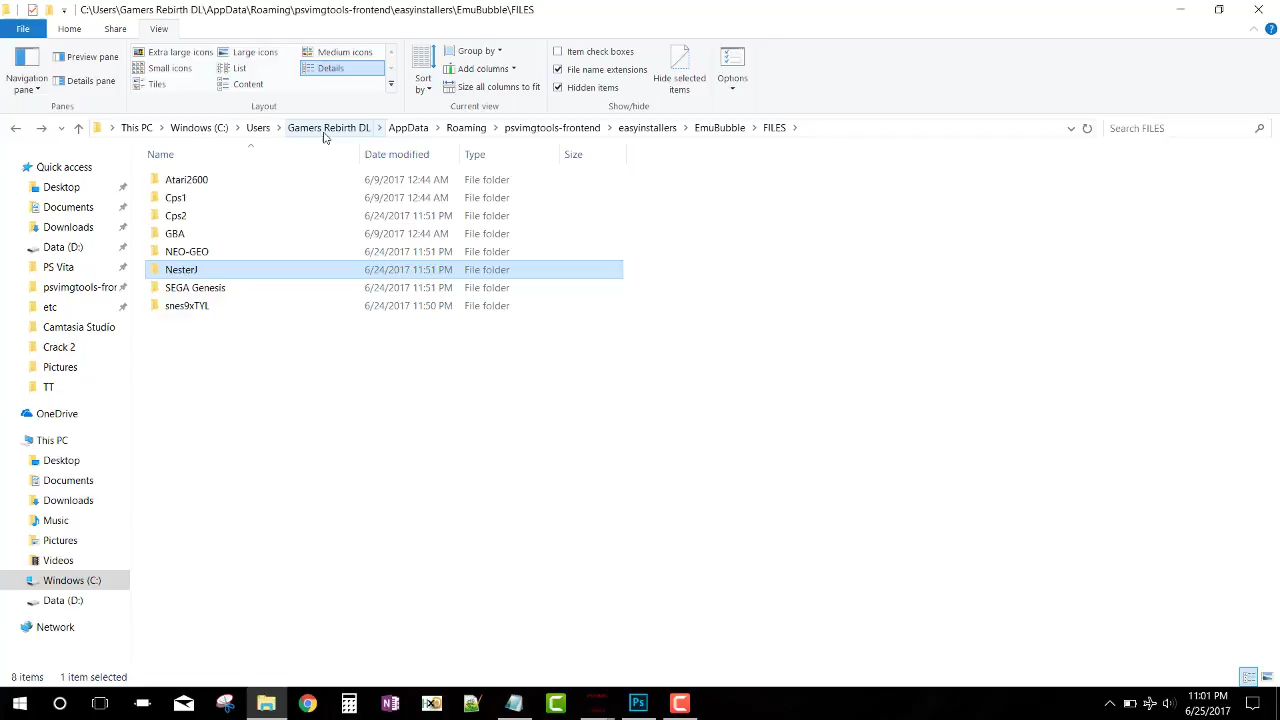 C:\Users\Gamers Rebirth DL\AppData\Roaming\psvimgtools-frontend\easyinstallers\EmuBubble\FILES
File Home Share View
Navigation pane
Preview pane
Details pane
Panes
Extra large icons Large icons Medium icons
Small icons List Details
Tiles Content
Layout
Sort by
Group by
Add columns
Size all columns to fit
Current view
Item check boxes
File name extensions
Hidden items
Hide selected items
Show/hide
Options
This PC Windows (C:) Users Gamers Rebirth DL AppData Roaming psvimgtools-frontend easyinstallers EmuBubble FILES
Search FILES
Name Date modified Type Size
Atari2600 6/9/2017 12:44 AM File folder
Cps1 6/9/2017 12:44 AM File folder
Cps2 6/24/2017 11:51 PM File folder
GBA 6/9/2017 12:44 AM File folder
NEO-GEO 6/24/2017 11:51 PM File folder
NesterJ 6/24/2017 11:51 PM File folder
SEGA Genesis 6/24/2017 11:51 PM File folder
snes9xTYL 6/24/2017 11:50 PM File folder
Quick access
Desktop
Documents
Downloads
Data (D:)
PS Vita
psvimgtools-fror
etc
Camtasia Studio
Crack 2
Pictures
TT
OneDrive
This PC
Desktop
Documents
Downloads
Music
Pictures
Videos
Windows (C:)
Data (D:)
Network
8 items 1 item selected
Ps
11:01 PM
6/25/2017